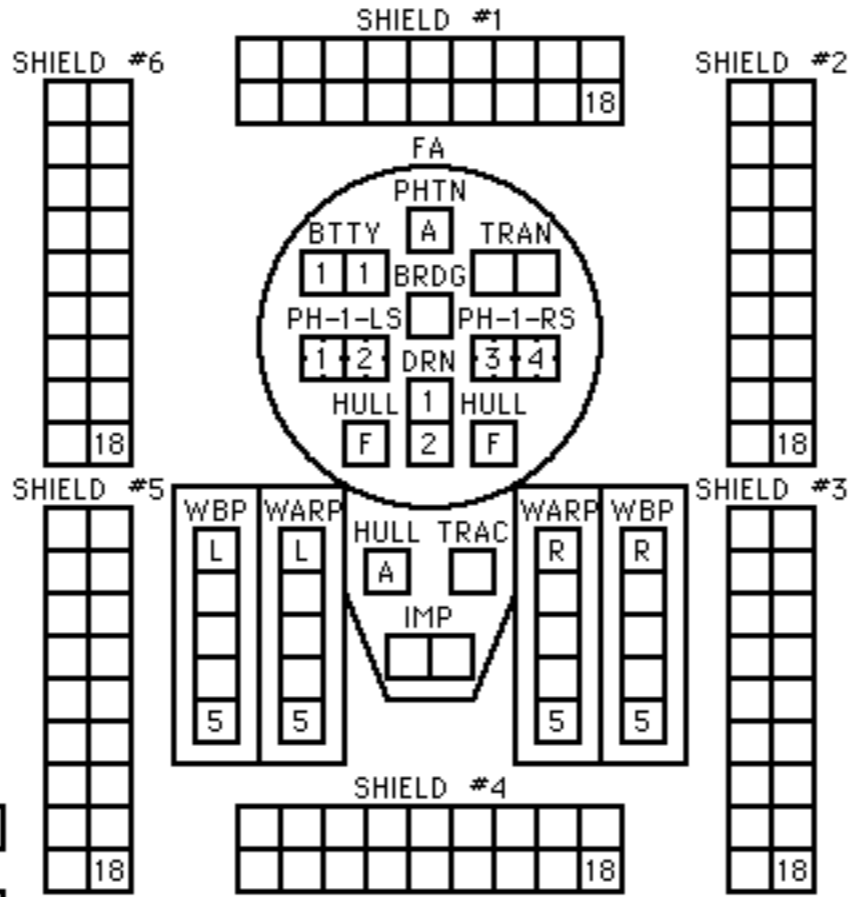 SHIELD #1
SHIELD #6
SHIELD #2
18
FA
PHTN
A
BTTY TRAN
1 1
BRDG
PH-1-LS PH-1-RS
1 2 DRN 3 4
HULL 1 HULL
F 2 F
18 18
SHIELD #5 SHIELD #3
WBP WARP HULL TRAC WARP WBP
L L A R R
IMP
5 5 5 5
SHIELD #4
18 18 18